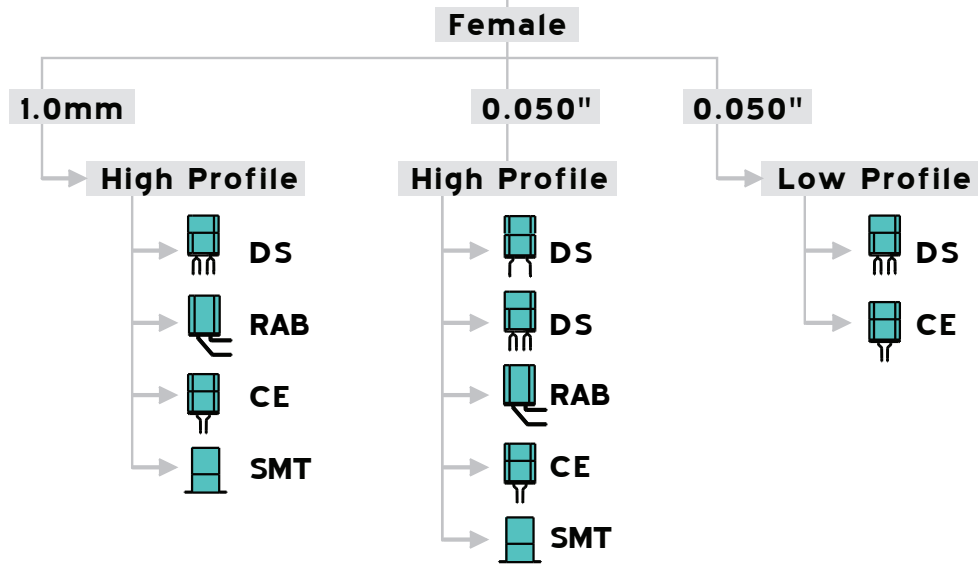 Female
1.0mm
0.050"
0.050"
High Profile
High Profile
Low Profile
DS
RAB
CE
SMT
DS
DS
RAB
CE
SMT
DS
CE